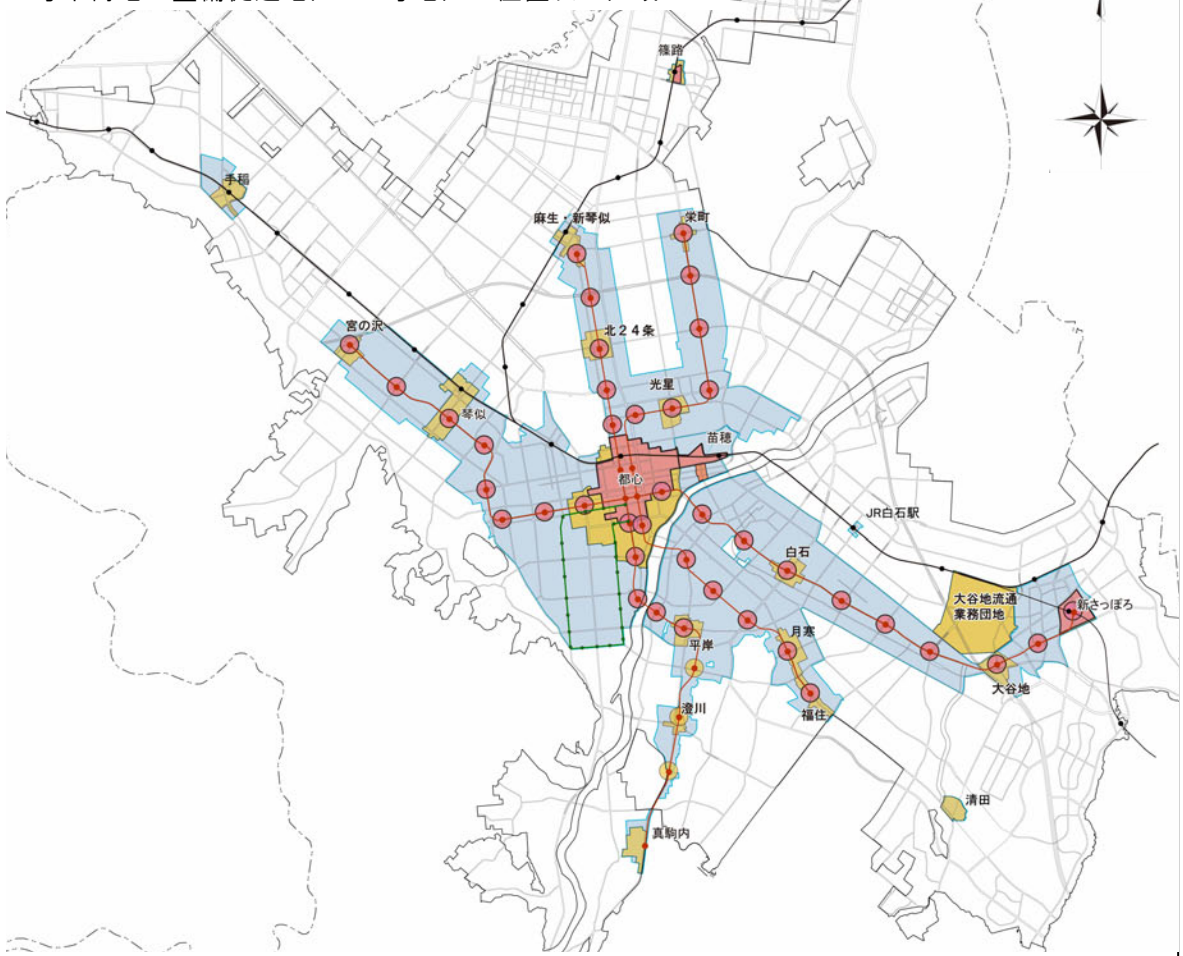 篠路
手稲
麻生・新琴似
栄町
宮の沢
北24条
光星
琴似
苗穂
都心
JR白石駅
白石
大谷地流通
業務団地
新さっぽろ
月寒
平岸
大谷地
福住
澄川
清田
真駒内